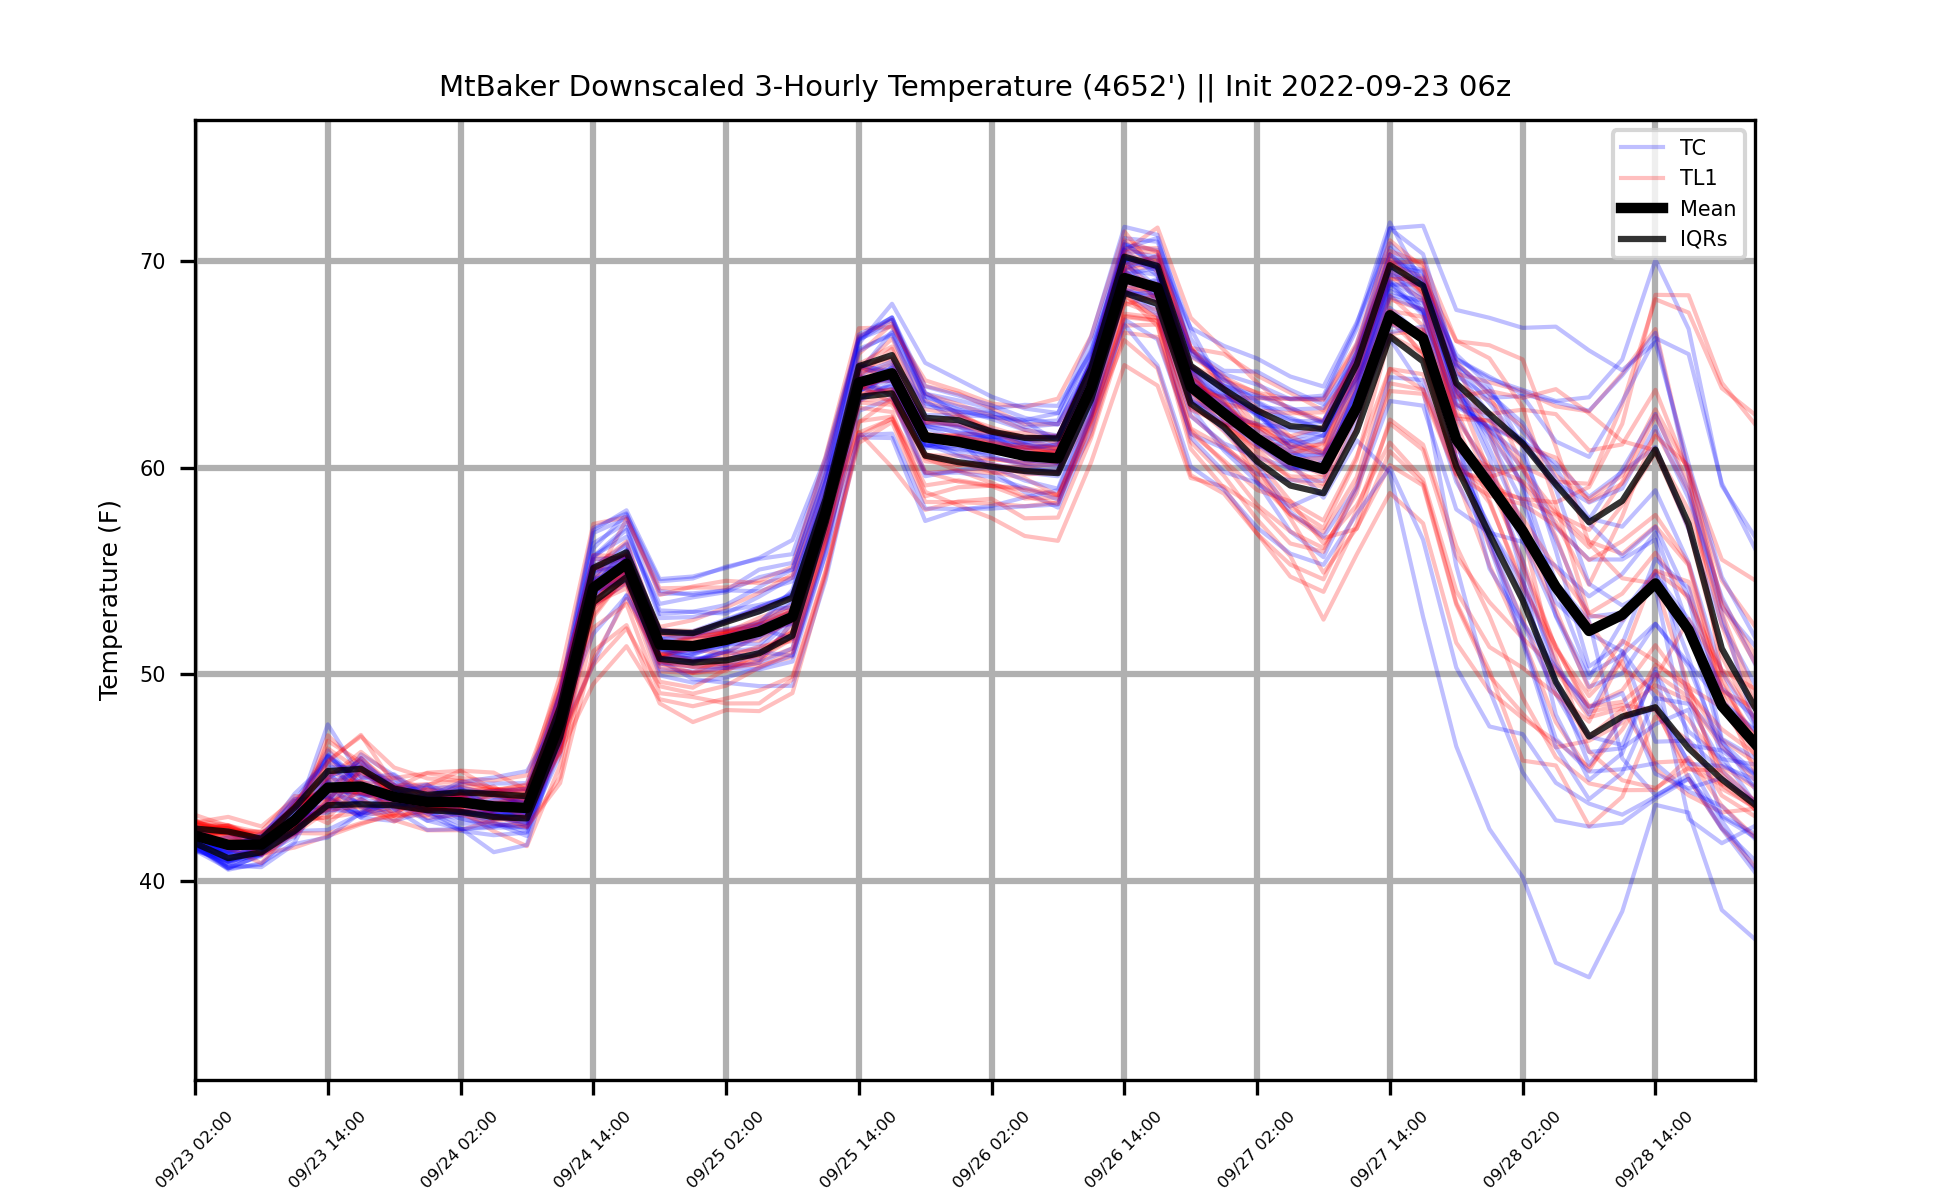 MtBaker Downscaled 3-Hourly Temperature (4652') || Init 2022-09-23 06z
TC
TL1
Mean
IQRs
Temperature (F)
70
60
50
40
09/23 02:00
09/23 14:00
09/24 02:00
09/24 14:00
09/25 02:00
09/25 14:00
09/26 02:00
09/26 14:00
09/27 02:00
09/27 14:00
09/28 02:00
09/28 14:00